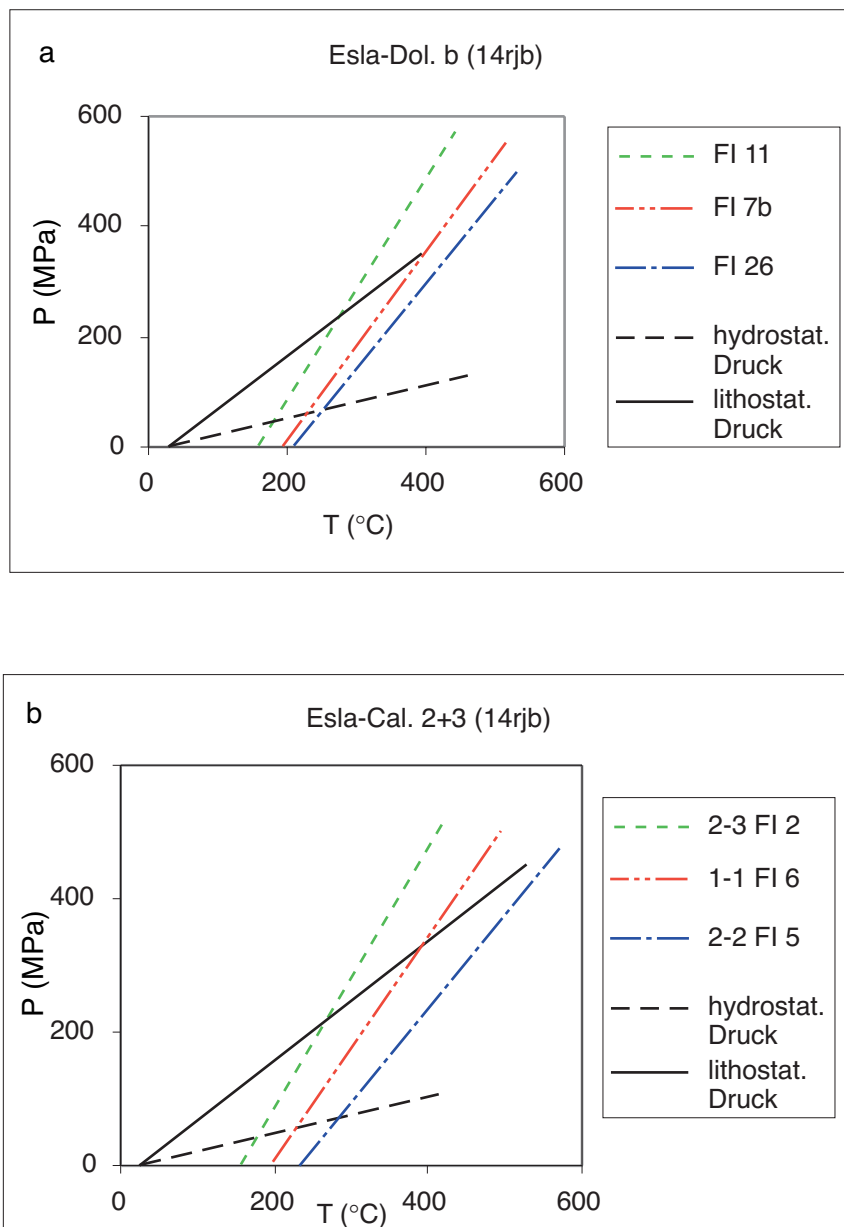 a
Esla-Dol. b (14rjb)
600
400
200
0
P (MPa)
0 200 400 600
T (°C)
FI 11
FI 7b
FI 26
hydrostat.
Druck
lithostat.
Druck
b
Esla-Cal. 2+3 (14rjb)
600
400
200
0
P (MPa)
0 200 400 600
T (°C)
2-3 FI 2
1-1 FI 6
2-2 FI 5
hydrostat.
Druck
lithostat.
Druck